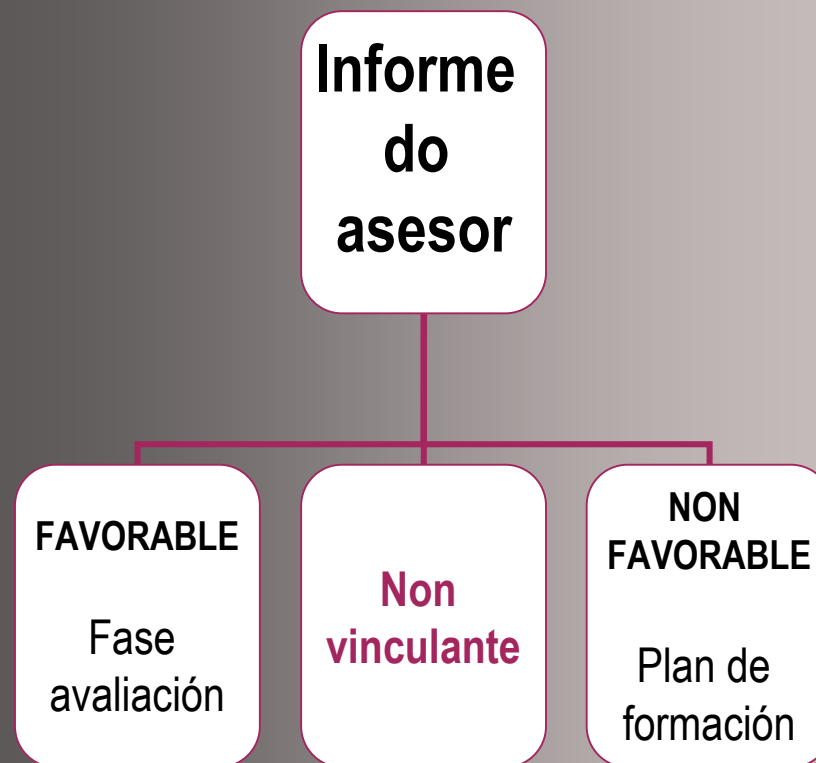 Informe
do
asesor
FAVORABLE
Fase
avaliación
Non
vinculante
NON
FAVORABLE
Plan de
formación